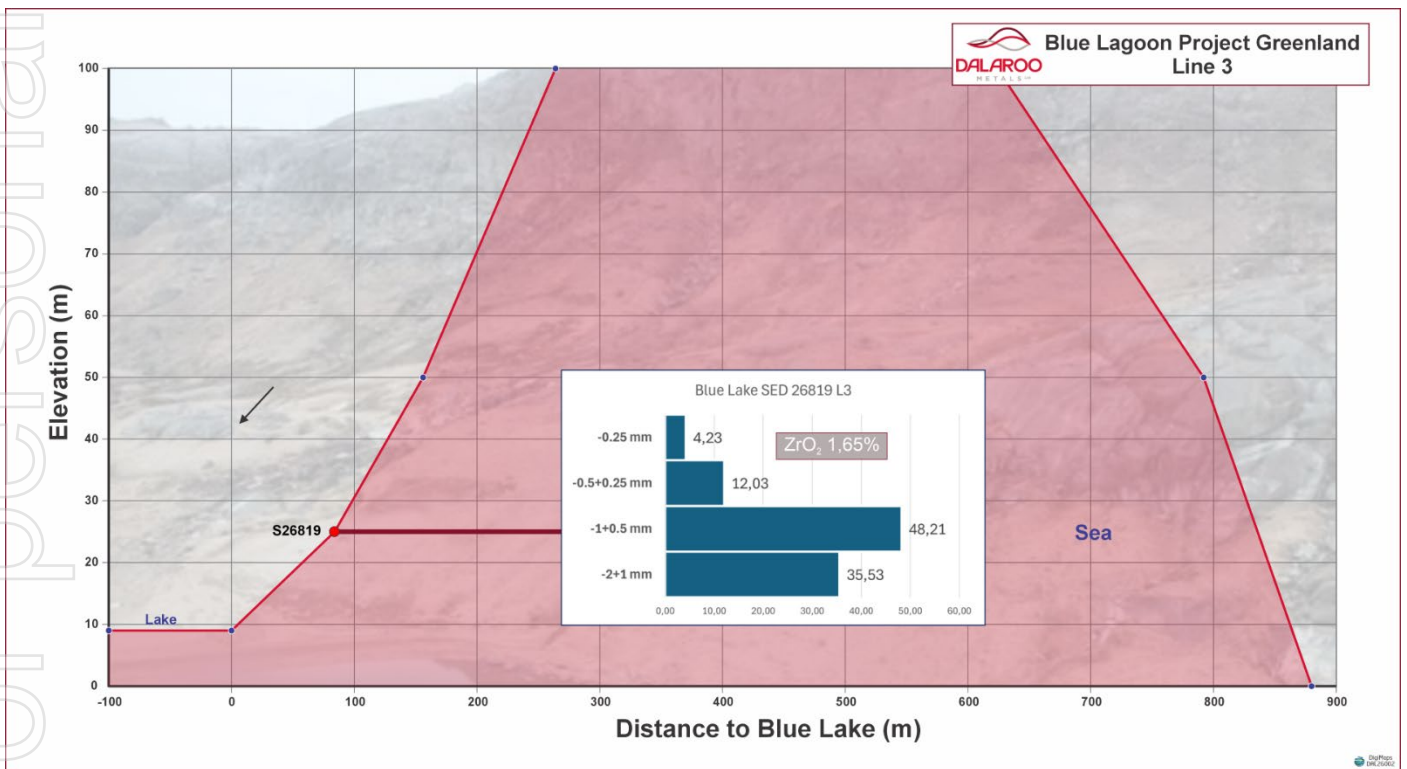 or personal
DALAROO
METALS LTD
Blue Lagoon Project Greenland
Line 3
Elevation (m)
100
90
80
70
60
50
40
30
20
10
0
S26819
Lake
Sea
Blue Lake SED 26819 L3
ZrO₂ 1,65%
-0.25 mm 4,23
-0.5+0.25 mm 12,03
-1+0.5 mm 48,21
-2+1 mm 35,53
0,00 10,00 20,00 30,00 40,00 50,00 60,00
-100 0 100 200 300 400 500 600 700 800 900
Distance to Blue Lake (m)
DigiMaps